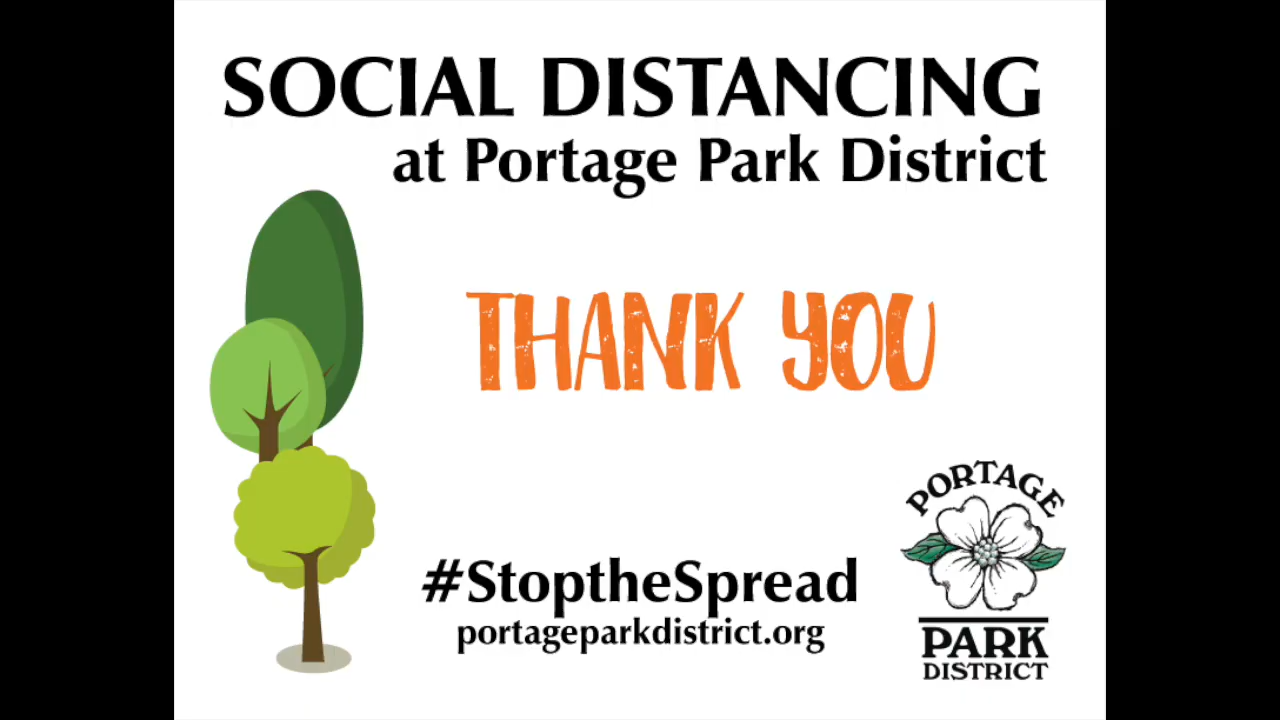 SOCIAL DISTANCING
at Portage Park District
THANK YOU
#StoptheSpread
portageparkdistrict.org
PORTAGE
PARK
DISTRICT